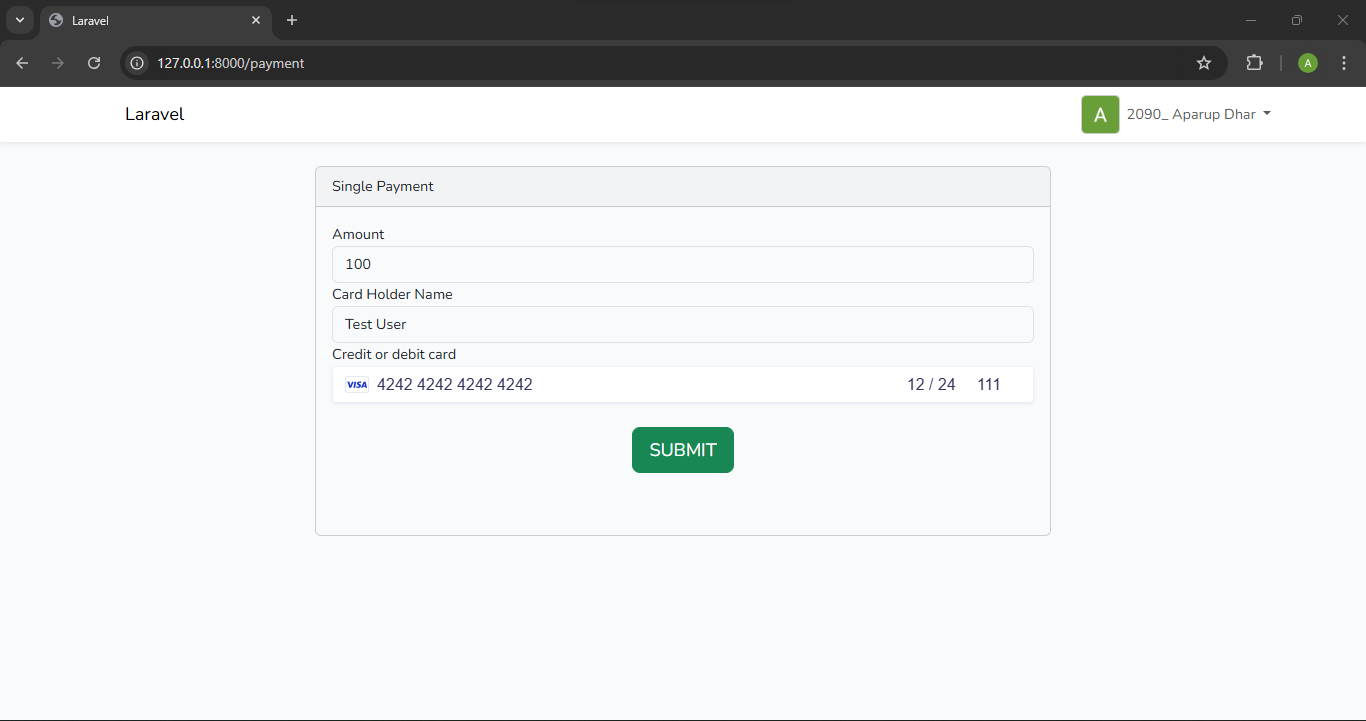 Laravel
127.0.0.1:8000/payment
A
Laravel
A 2090_ Aparup Dhar
Single Payment
Amount
100
Card Holder Name
Test User
Credit or debit card
VISA 4242 4242 4242 4242 12 / 24 111
SUBMIT